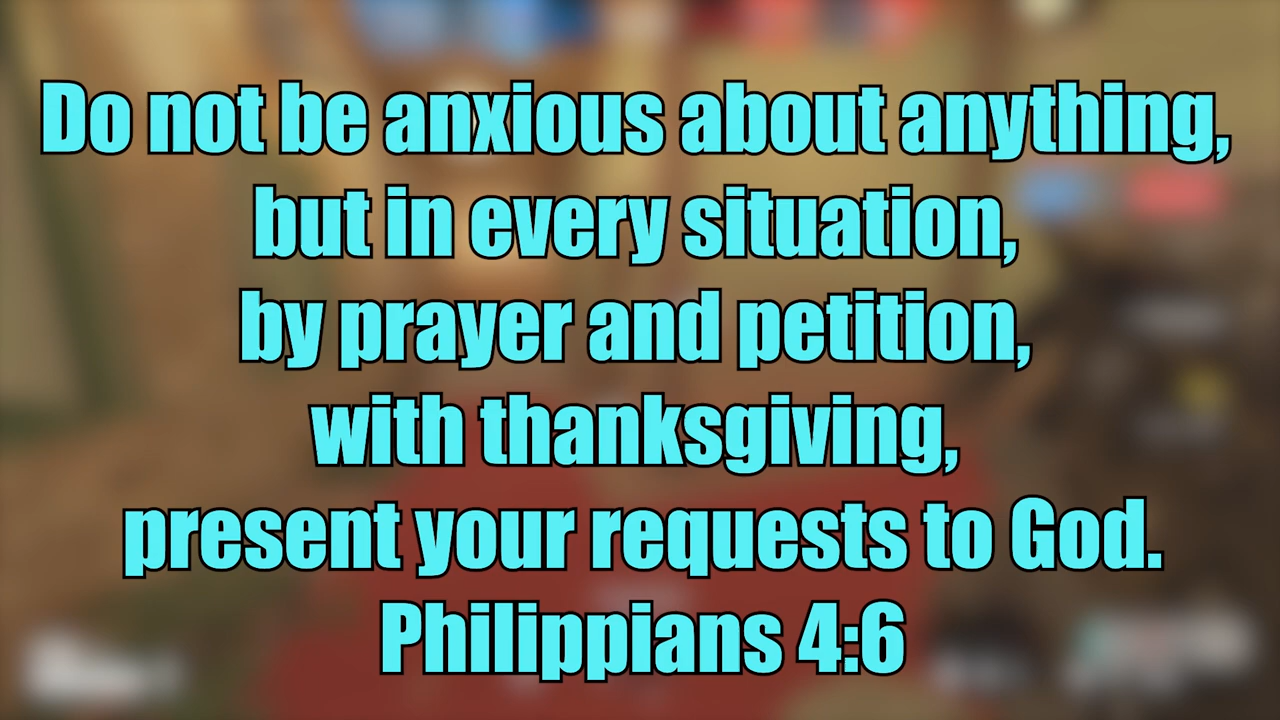 Do not be anxious about anything,
but in every situation,
by prayer and petition,
with thanksgiving,
present your requests to God.
Philippians 4:6